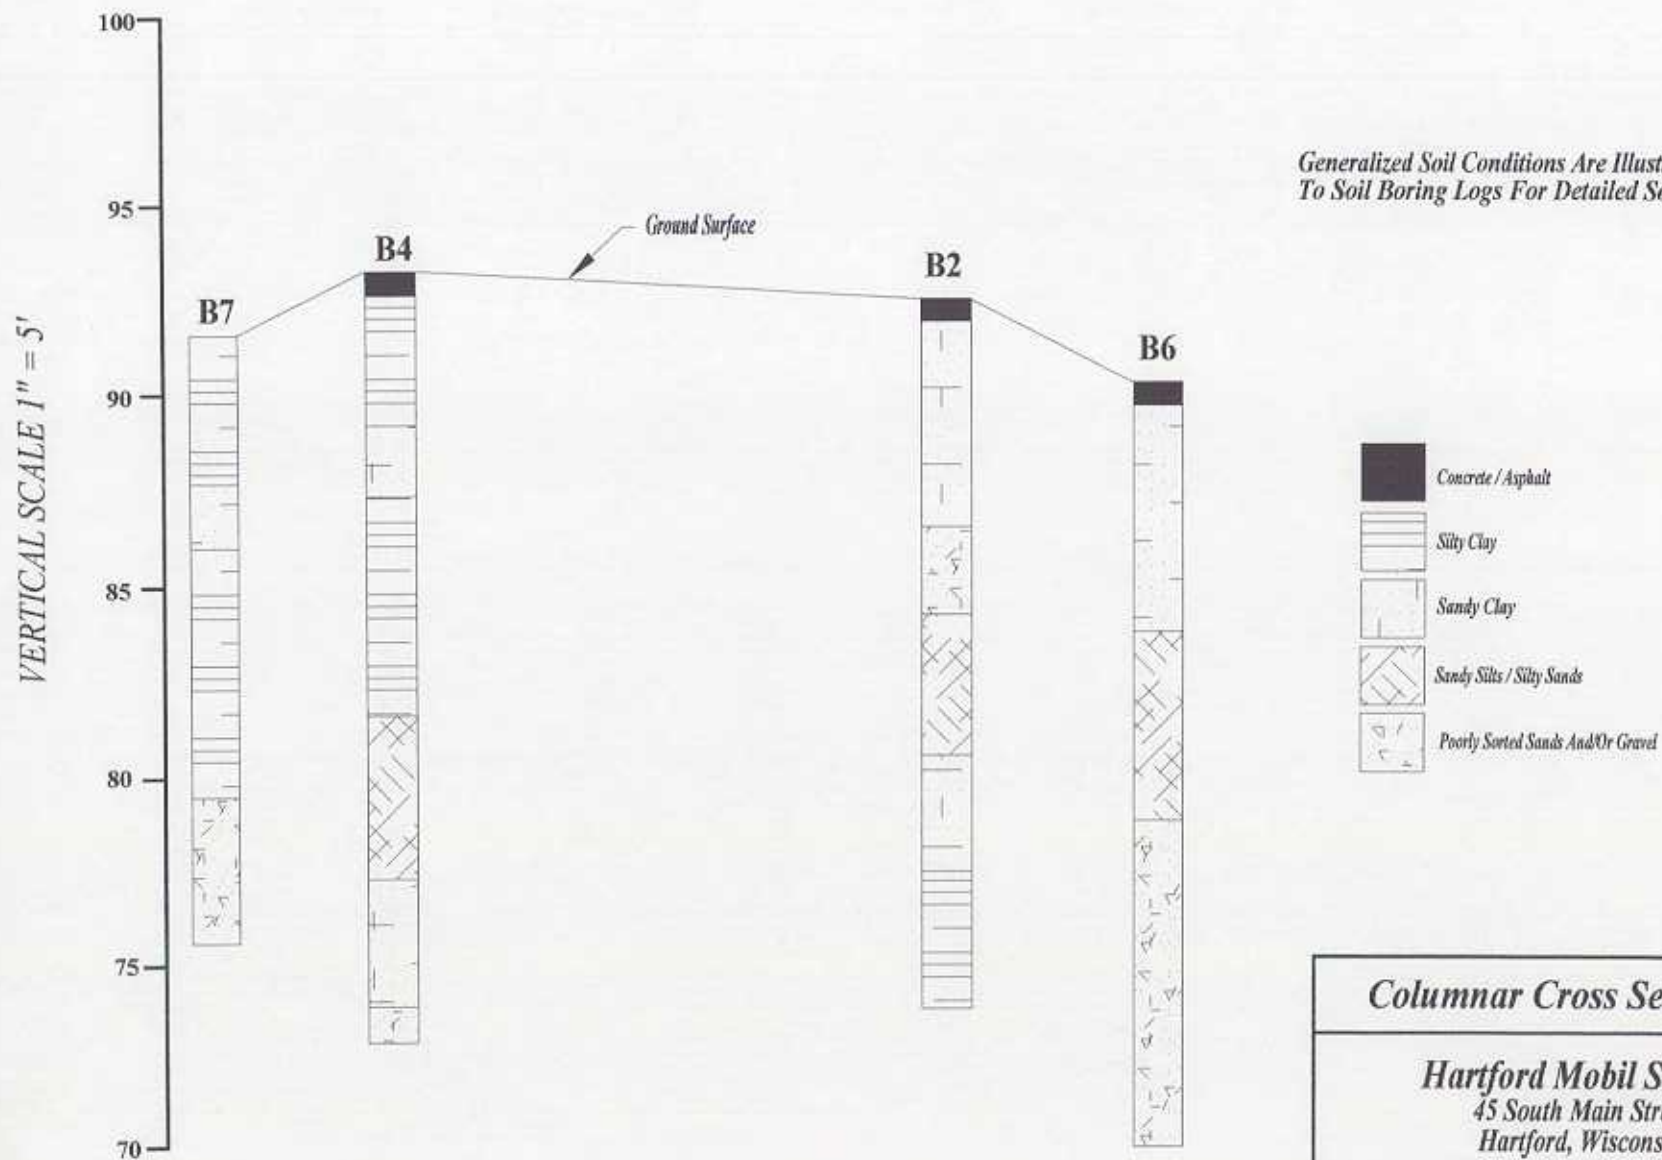 100
95
90
85
80
75
70
VERTICAL SCALE 1" = 5'
B7
B4
B2
B6
Ground Surface
Generalized Soil Conditions Are Illust
To Soil Boring Logs For Detailed So
Concrete / Asphalt
Silty Clay
Sandy Clay
Sandy Silts / Silty Sands
Poorly Sorted Sands And/Or Gravel
Columnar Cross Se
Hartford Mobil S
45 South Main Str
Hartford, Wiscons